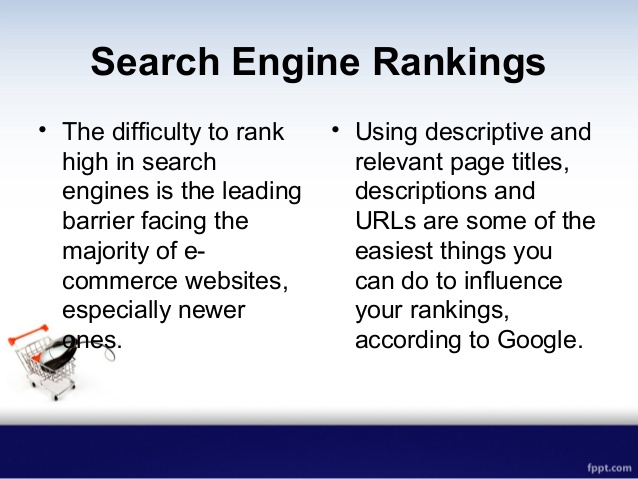 Search Engine Rankings
• The difficulty to rank
high in search
engines is the leading
barrier facing the
majority of e-
commerce websites,
especially newer
ones.
• Using descriptive and
relevant page titles,
descriptions and
URLs are some of the
easiest things you
can do to influence
your rankings,
according to Google.
fppt.com